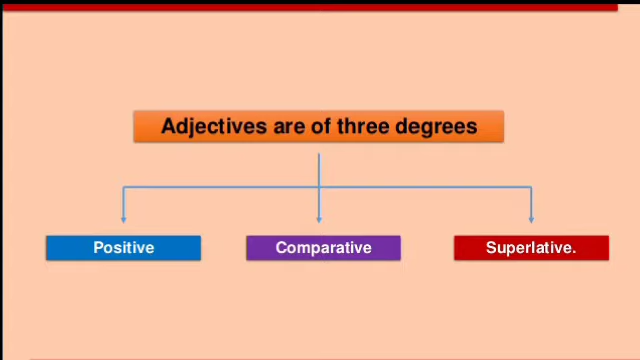 Adjectives are of three degrees
Positive
Comparative
Superlative.